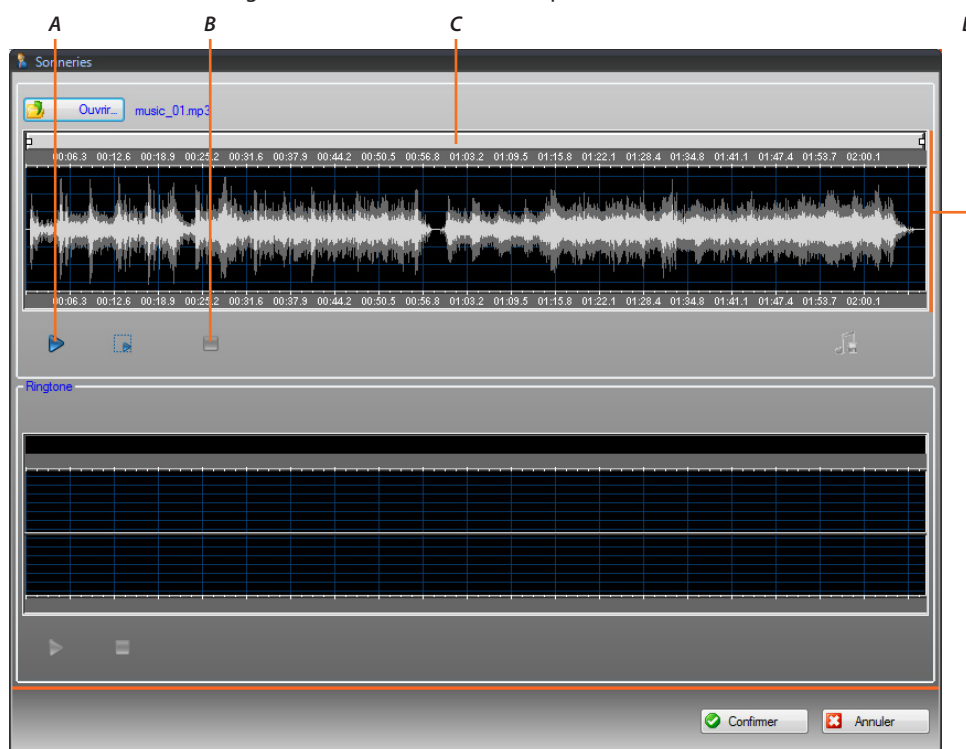 A B C
Sonneries
Ouvrir... music_01.mp3
00:06.3 00:12.6 00:18.9 00:25.2 00:31.6 00:37.9 00:44.2 00:50.5 00:56.8 01:03.2 01:09.5 01:15.8 01:22.1 01:28.4 01:34.8 01:41.1 01:47.4 01:53.7 02:00.1
00:06.3 00:12.6 00:18.9 00:25.2 00:31.6 00:37.9 00:44.2 00:50.5 00:56.8 01:03.2 01:09.5 01:15.8 01:22.1 01:28.4 01:34.8 01:41.1 01:47.4 01:53.7 02:00.1
Ringtone
Confirmer Annuler